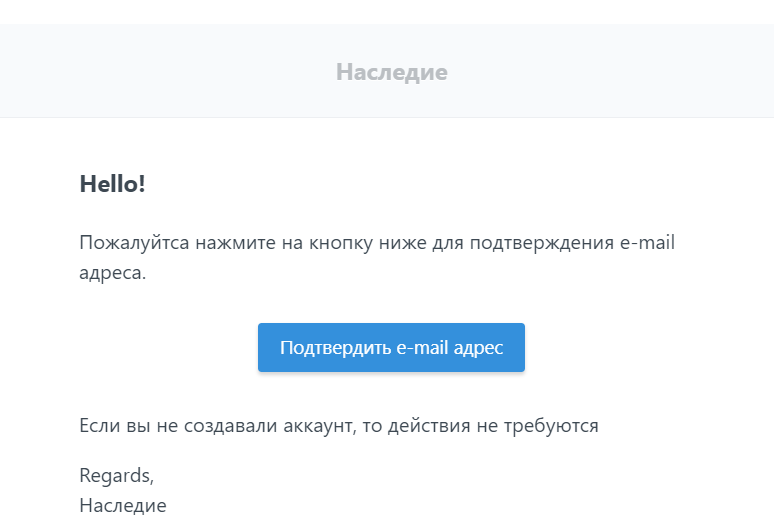 Наследие
Hello!
Пожалуйтса нажмите на кнопку ниже для подтверждения e-mail
адреса.
Подтвердить e-mail адрес
Если вы не создавали аккаунт, то действия не требуются
Regards,
Наследие